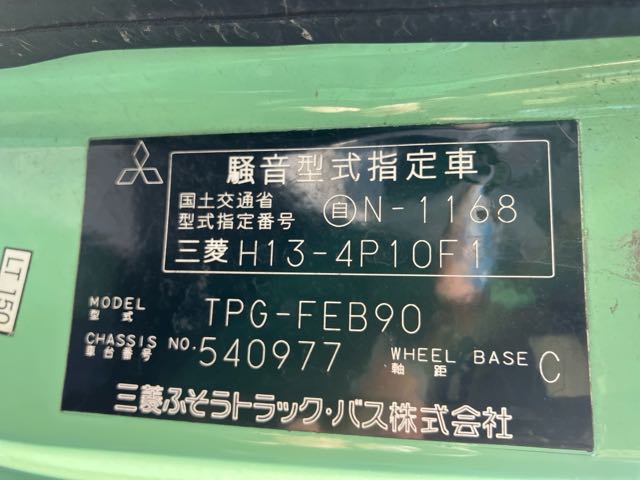 騒音型式指定車
国土交通省
型式指定番号 自N-1168
三菱 H13-4P10F1
MODEL
型式
TPG-FEB90
CHASSIS NO.
車台番号
540977
WHEEL BASE
軸距
C
三菱ふそうトラック・バス株式会社
LT 50